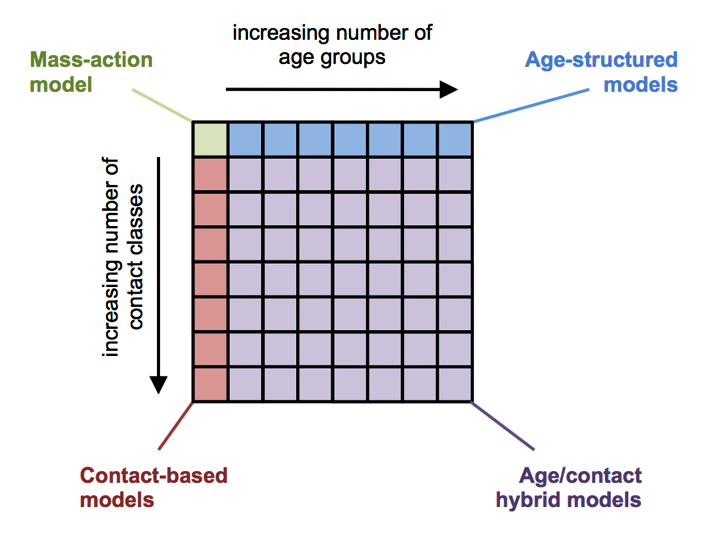 increasing number of
age groups
Mass-action
model
Age-structured
models
increasing number of
contact classes
Contact-based
models
Age/contact
hybrid models